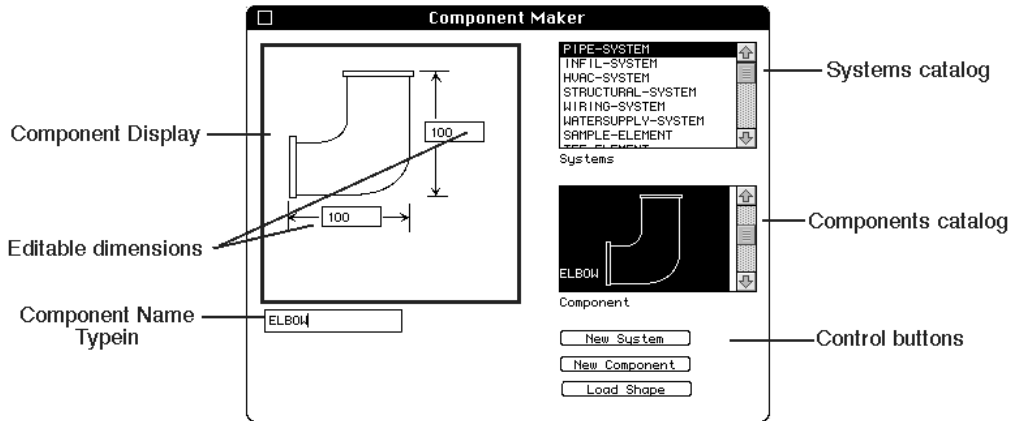 Component Maker
Component Display
Editable dimensions
Component Name
Typein
100
100
ELBOW
PIPE-SYSTEM
INFIL-SYSTEM
HVAC-SYSTEM
STRUCTURAL-SYSTEM
WIRING-SYSTEM
WATERSUPPLY-SYSTEM
SAMPLE-ELEMENT
Systems
ELBOW
Component
New System
New Component
Load Shape
Systems catalog
Components catalog
Control buttons